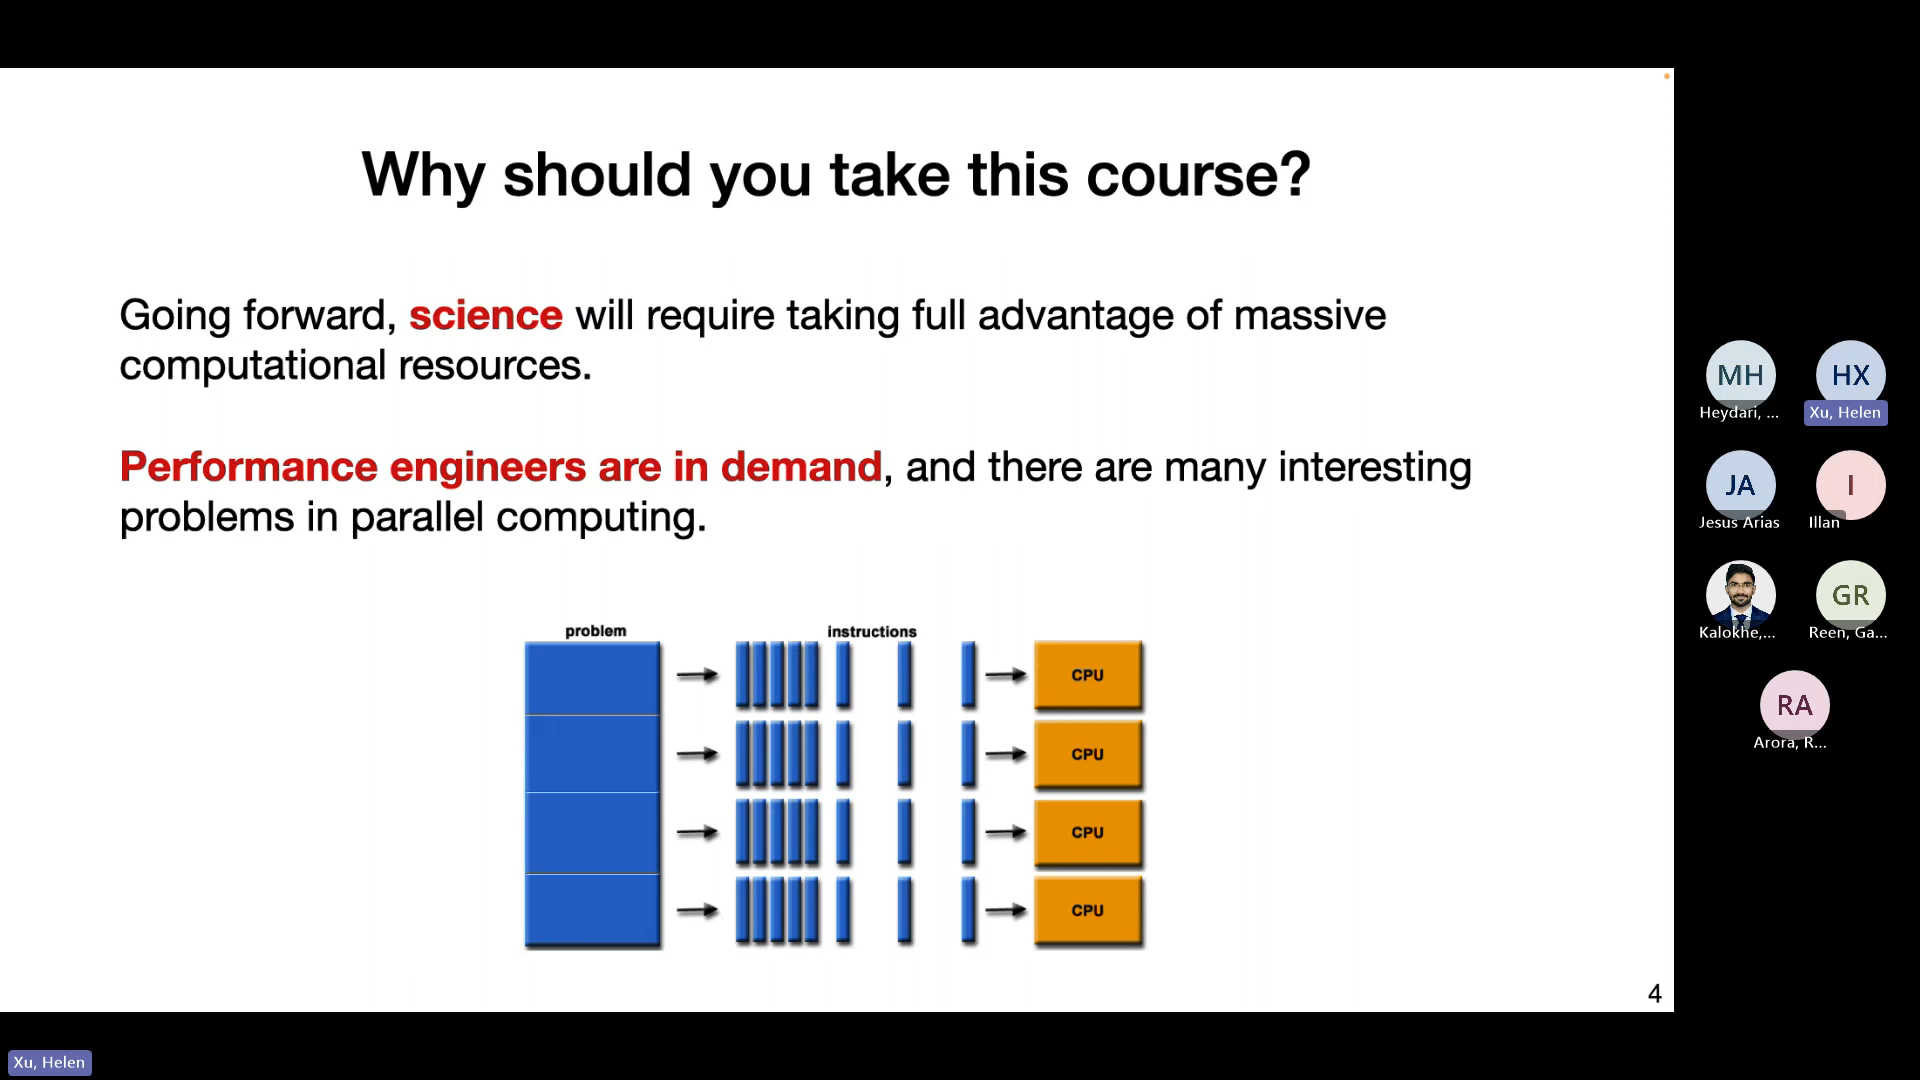 Why should you take this course?
Going forward, science will require taking full advantage of massive
computational resources.
Performance engineers are in demand, and there are many interesting
problems in parallel computing.
problem
instructions
CPU
CPU
CPU
CPU
4
MH
Heydari, ...
HX
Xu, Helen
JA
Jesus Arias
I
Illan
Kalokhe,...
GR
Reen, Ga...
RA
Arora, R...
Xu, Helen